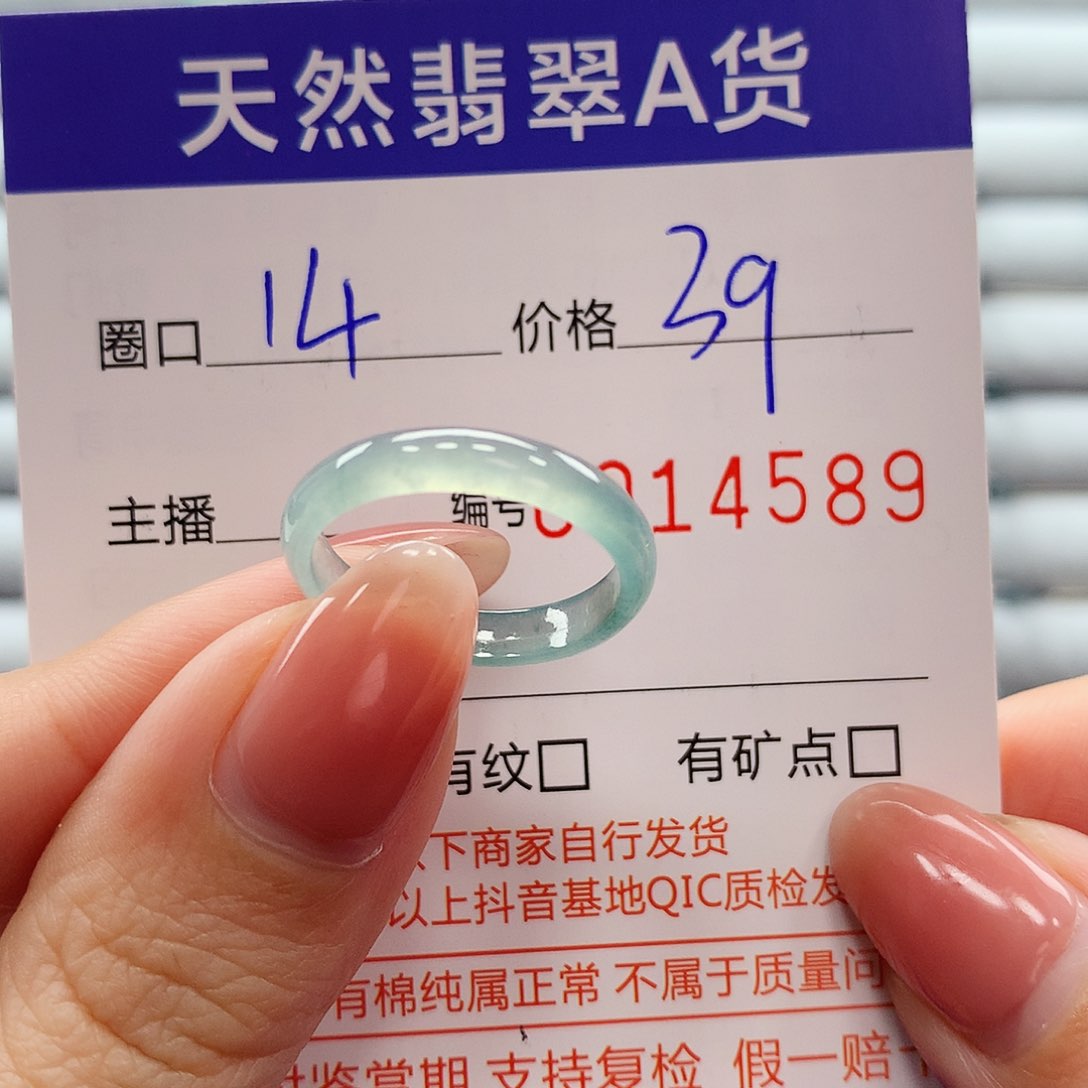 天然翡翠A货
圈口 14 价格 39
主播 编号 014589
有纹□ 有矿点□
下商家自行发货
以上抖音基地QIC质检发
有棉纯属正常 不属于质量问
鉴赏期 支持复检 假一赔